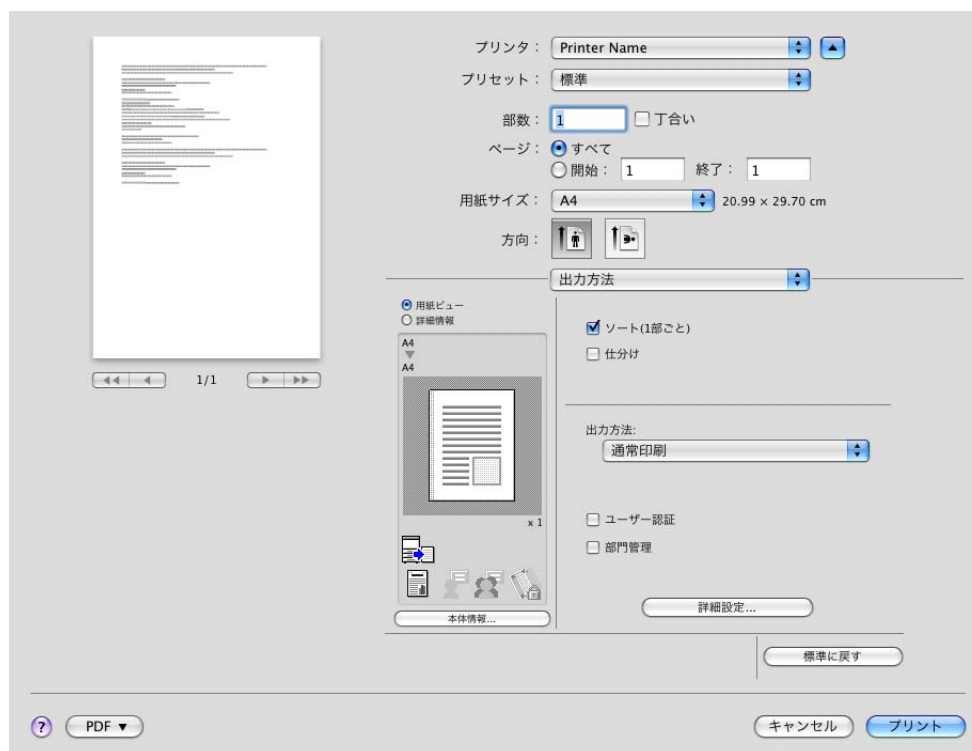 プリンタ： Printer Name
プリセット： 標準
部数： 1 丁合い
ページ： すべて
開始： 1 終了： 1
用紙サイズ： A4 20.99 × 29.70 cm
方向：
出力方法
用紙ビュー
詳細情報
A4
A4
x 1
本体情報...
ソート(1部ごと)
仕分け
出力方法:
通常印刷
ユーザー認証
部門管理
詳細設定...
標準に戻す
1/1
? PDF ▼ キャンセル プリント